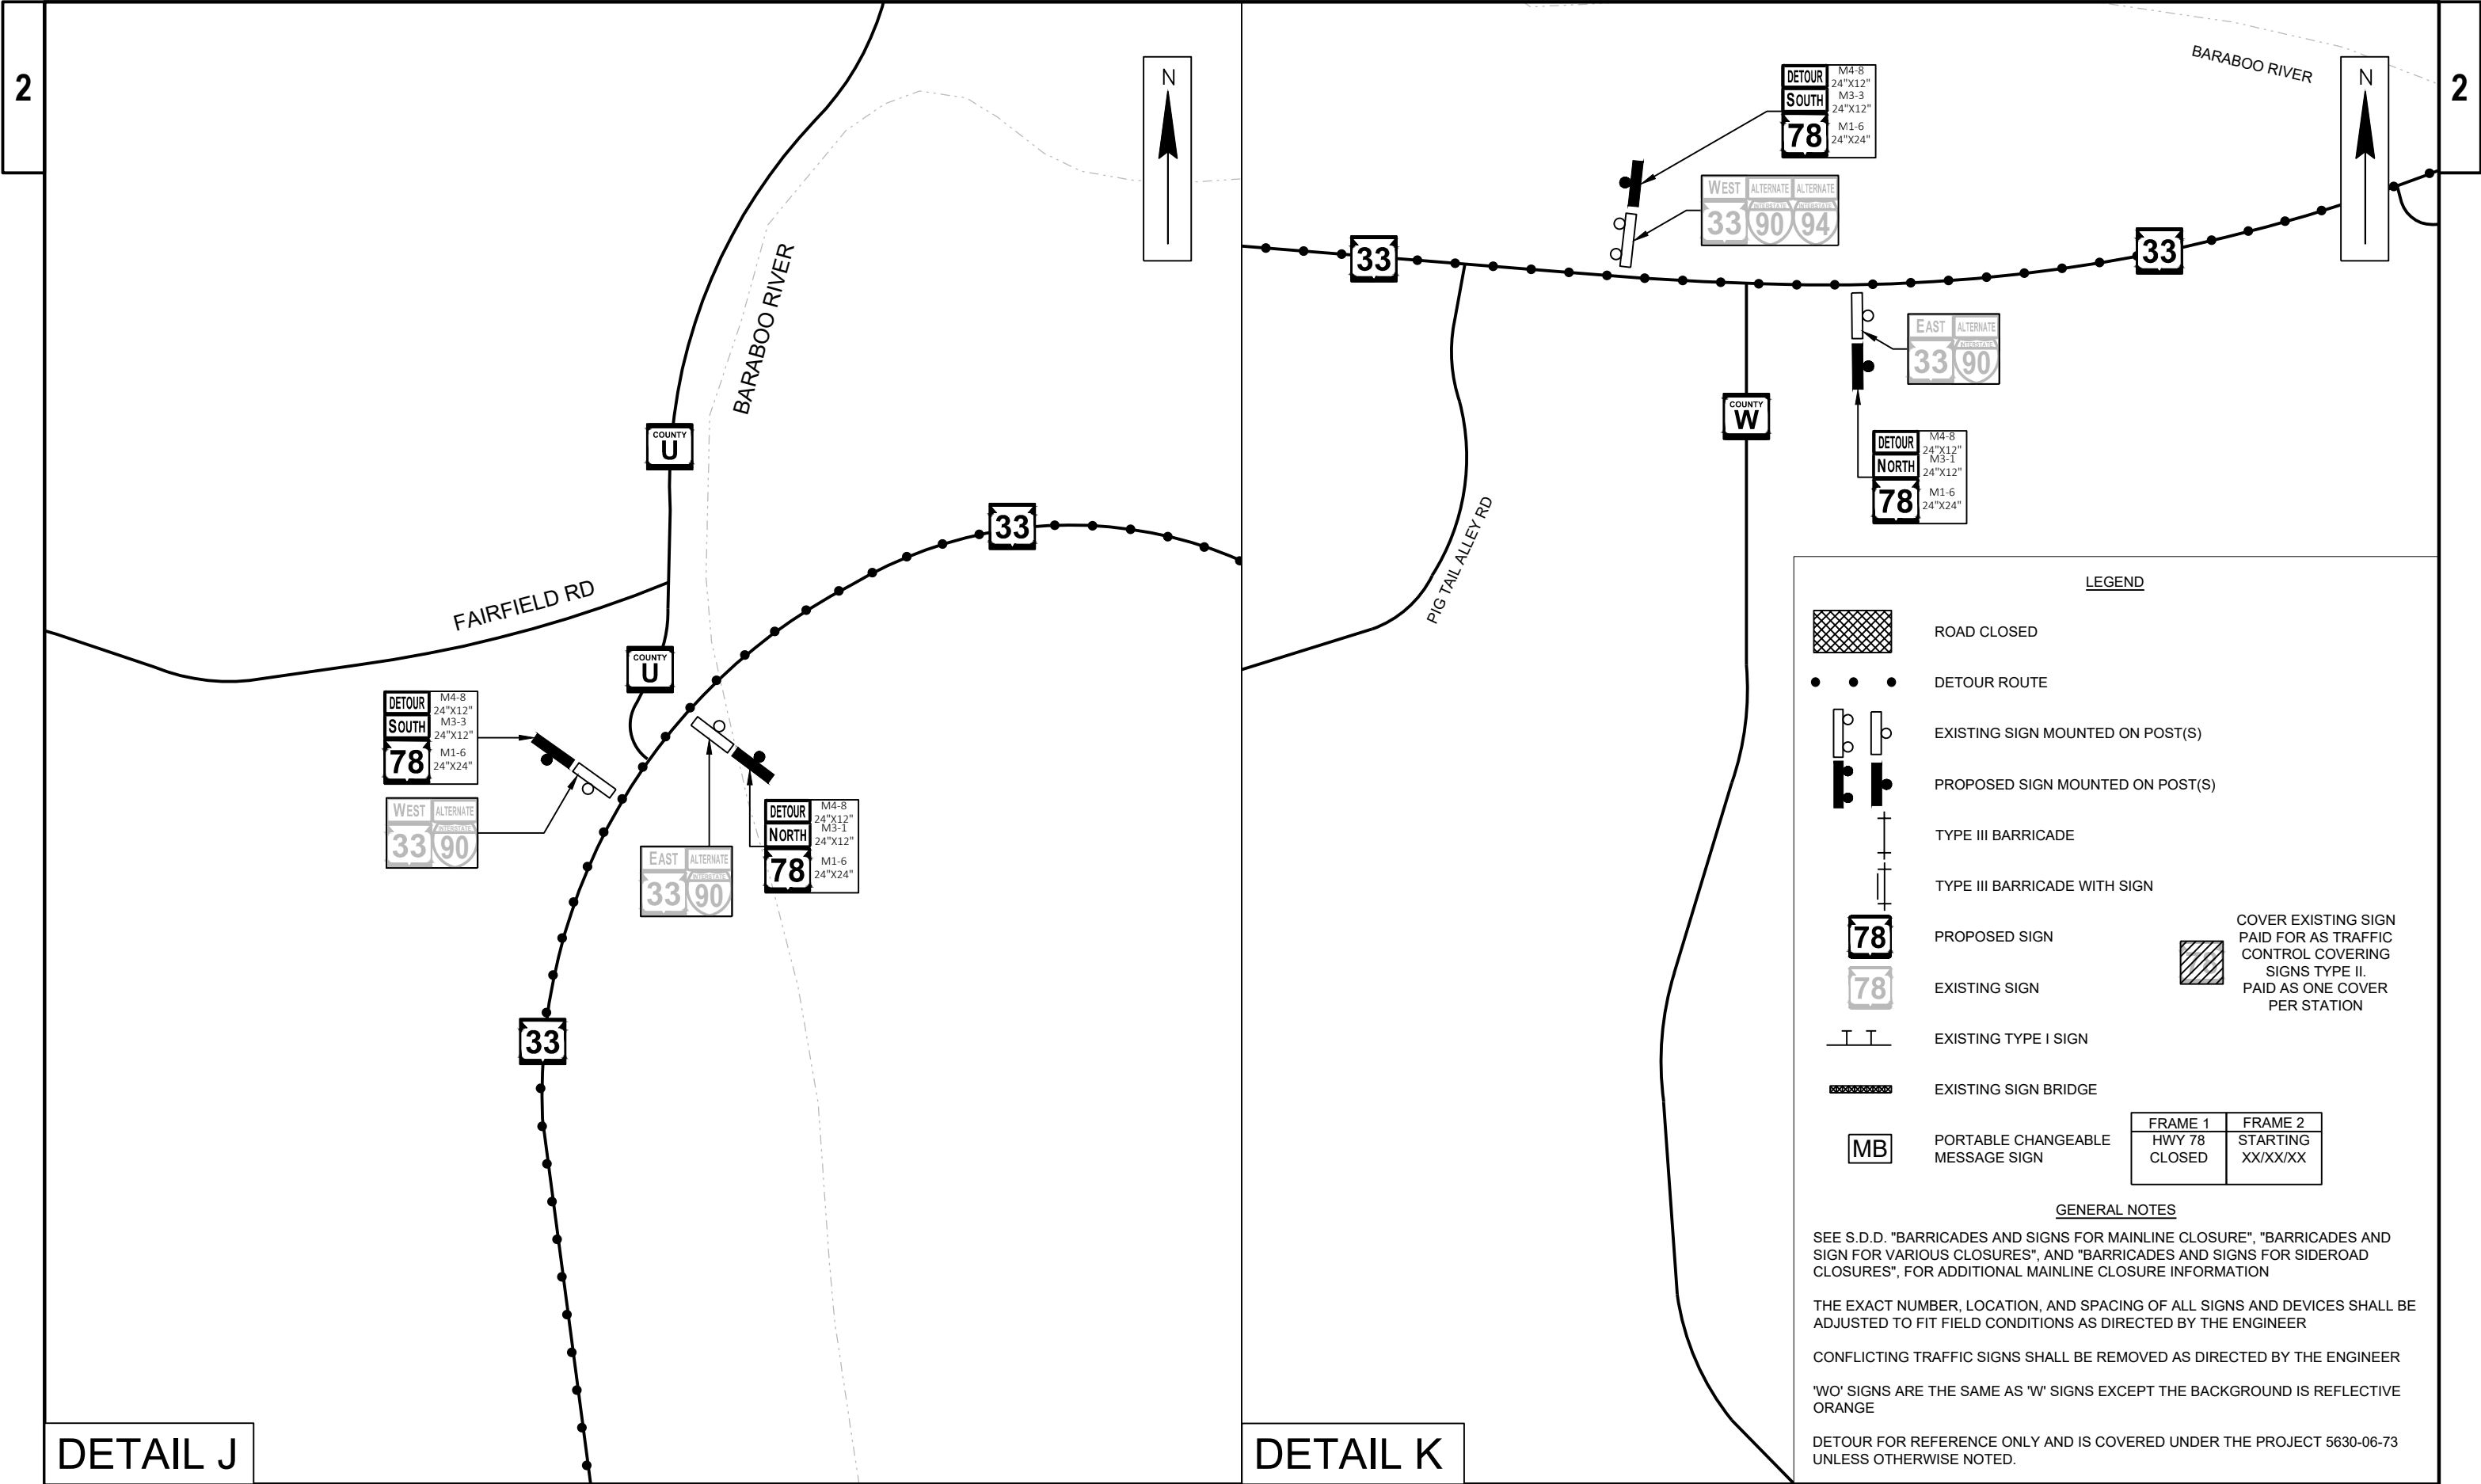 2
N
BARABOO RIVER
COUNTY
U
33
FAIRFIELD RD
COUNTY
U
DETOUR M4-8
24"X12"
SOUTH M3-3
24"X12"
78 M1-6
24"X24"
WEST ALTERNATE
33 INTERSTATE 90
EAST ALTERNATE
33 INTERSTATE 90
DETOUR M4-8
24"X12"
NORTH M3-1
24"X12"
78 M1-6
24"X24"
33
DETAIL J
DETOUR M4-8
24"X12"
SOUTH M3-3
24"X12"
78 M1-6
24"X24"
WEST ALTERNATE ALTERNATE
33 INTERSTATE 90 INTERSTATE 94
BARABOO RIVER
N
2
33
33
EAST ALTERNATE
33 INTERSTATE 90
COUNTY
W
DETOUR M4-8
24"X12"
NORTH M3-1
24"X12"
78 M1-6
24"X24"
PIG TAIL ALLEY RD
DETAIL K
LEGEND
ROAD CLOSED
DETOUR ROUTE
EXISTING SIGN MOUNTED ON POST(S)
PROPOSED SIGN MOUNTED ON POST(S)
TYPE III BARRICADE
TYPE III BARRICADE WITH SIGN
78 PROPOSED SIGN
78 EXISTING SIGN
COVER EXISTING SIGN
PAID FOR AS TRAFFIC
CONTROL COVERING
SIGNS TYPE II.
PAID AS ONE COVER
PER STATION
EXISTING TYPE I SIGN
EXISTING SIGN BRIDGE
MB PORTABLE CHANGEABLE
MESSAGE SIGN
FRAME 1 FRAME 2
HWY 78 STARTING
CLOSED XX/XX/XX
GENERAL NOTES
SEE S.D.D. "BARRICADES AND SIGNS FOR MAINLINE CLOSURE", "BARRICADES AND
SIGN FOR VARIOUS CLOSURES", AND "BARRICADES AND SIGNS FOR SIDEROAD
CLOSURES", FOR ADDITIONAL MAINLINE CLOSURE INFORMATION
THE EXACT NUMBER, LOCATION, AND SPACING OF ALL SIGNS AND DEVICES SHALL BE
ADJUSTED TO FIT FIELD CONDITIONS AS DIRECTED BY THE ENGINEER
CONFLICTING TRAFFIC SIGNS SHALL BE REMOVED AS DIRECTED BY THE ENGINEER
'WO' SIGNS ARE THE SAME AS 'W' SIGNS EXCEPT THE BACKGROUND IS REFLECTIVE
ORANGE
DETOUR FOR REFERENCE ONLY AND IS COVERED UNDER THE PROJECT 5630-06-73
UNLESS OTHERWISE NOTED.